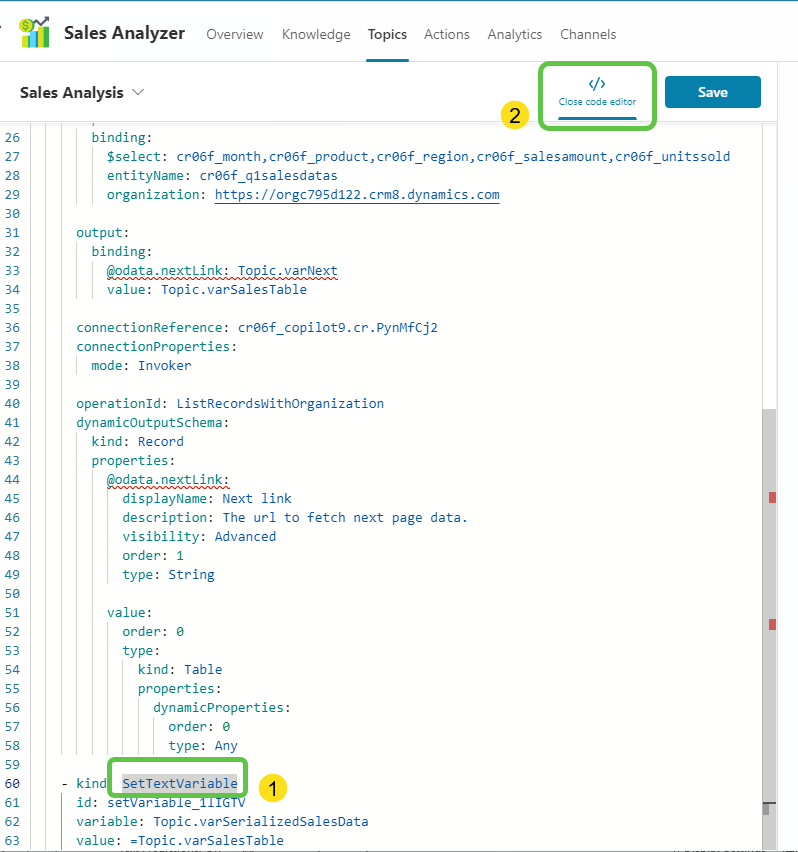 Sales Analyzer Overview Knowledge Topics Actions Analytics Channels
Sales Analysis </> Close code editor Save
2
26 binding:
27 $select: cr06f_month,cr06f_product,cr06f_region,cr06f_salesamount,cr06f_unitssold
28 entityName: cr06f_q1salesdatas
29 organization: https://orgc795d122.crm8.dynamics.com
30
31 output:
32 binding:
33 @odata.nextLink: Topic.varNext
34 value: Topic.varSalesTable
35
36 connectionReference: cr06f_copilot9.cr.PynMfCj2
37 connectionProperties:
38 mode: Invoker
39
40 operationId: ListRecordsWithOrganization
41 dynamicOutputSchema:
42 kind: Record
43 properties:
44 @odata.nextLink:
45 displayName: Next link
46 description: The url to fetch next page data.
47 visibility: Advanced
48 order: 1
49 type: String
50
51 value:
52 order: 0
53 type:
54 kind: Table
55 properties:
56 dynamicProperties:
57 order: 0
58 type: Any
59
60 - kind SetTextVariable 1
61 id: setVariable_1lIGTV
62 variable: Topic.varSerializedSalesData
63 value: =Topic.varSalesTable